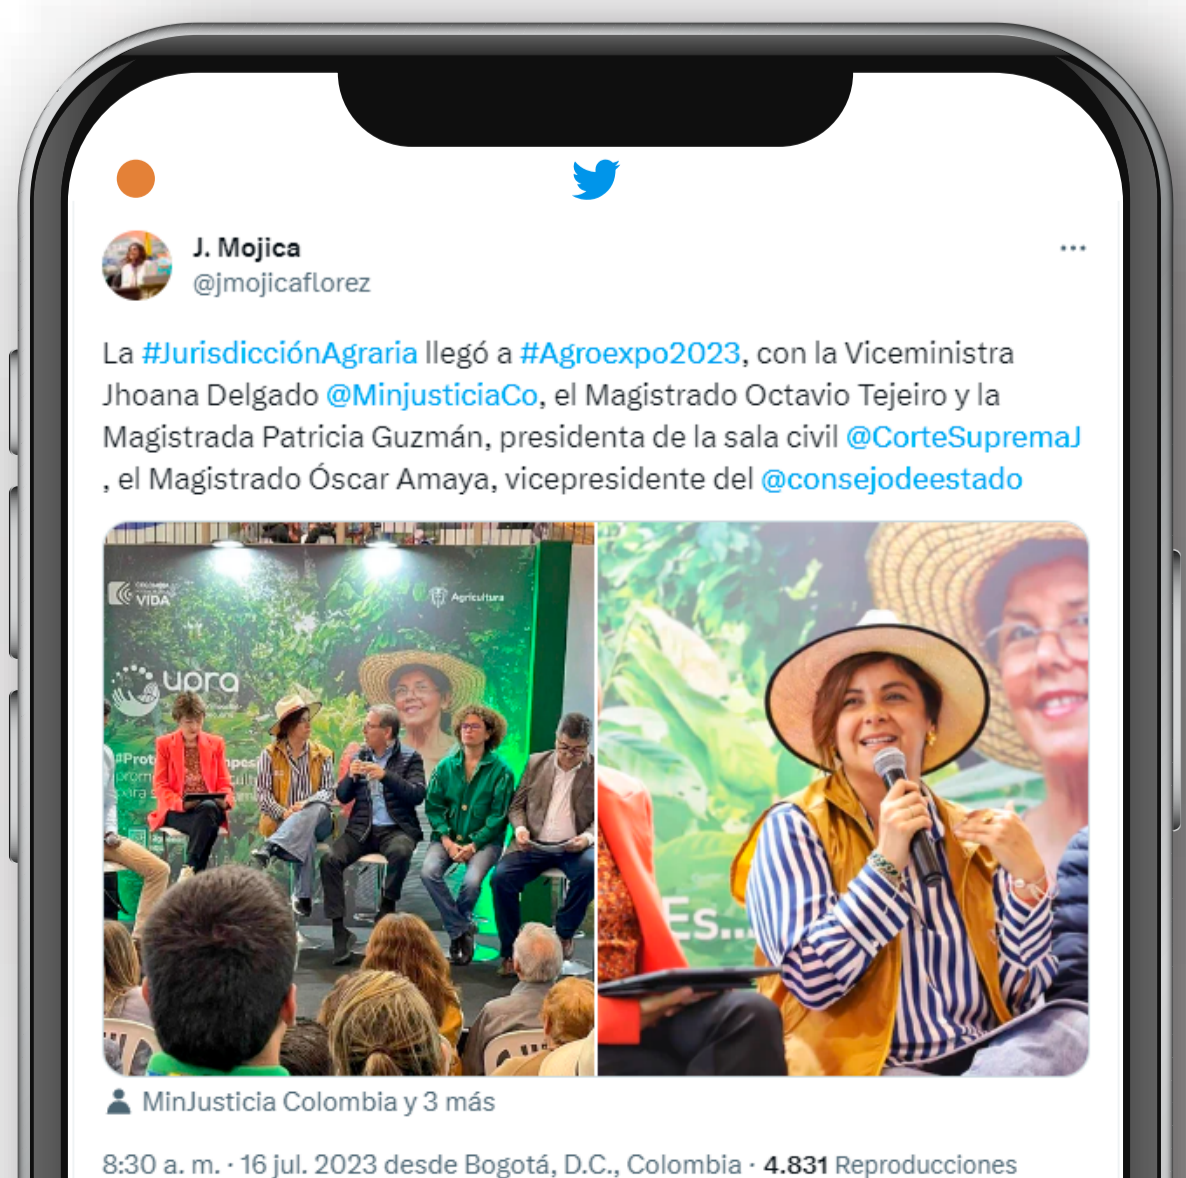 J. Mojica
@jmojicaflorez
La #JurisdicciónAgraria llegó a #Agroexpo2023, con la Viceministra
Jhoana Delgado @MinjusticiaCo, el Magistrado Octavio Tejeiro y la
Magistrada Patricia Guzmán, presidenta de la sala civil @CorteSupremaJ
, el Magistrado Óscar Amaya, vicepresidente del @consejodeestado
VIDA
Agricultura
upra
Es...
MinJusticia Colombia y 3 más
8:30 a. m. · 16 jul. 2023 desde Bogotá, D.C., Colombia · 4.831 Reproducciones